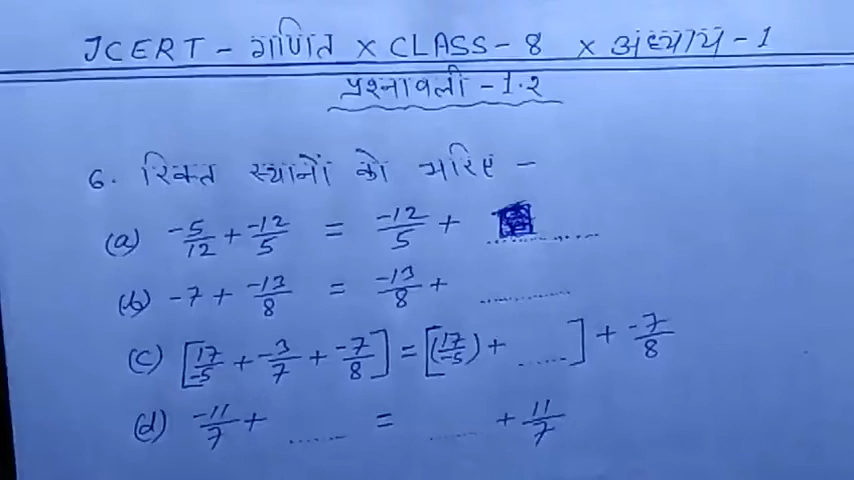 JCERT - गणित x CLASS - 8 x अध्याय - 1
प्रश्नावली - 1.2
6. रिक्त स्थानों को भरिए -
(a) -5/12 + -12/5 = -12/5 + ..........
(b) -7 + -13/8 = -13/8 + ..........
(c) [17/-5 + -3/7 + -7/8] = [(17/-5) + ......] + -7/8
(d) -11/7 + ...... = ...... + 11/7